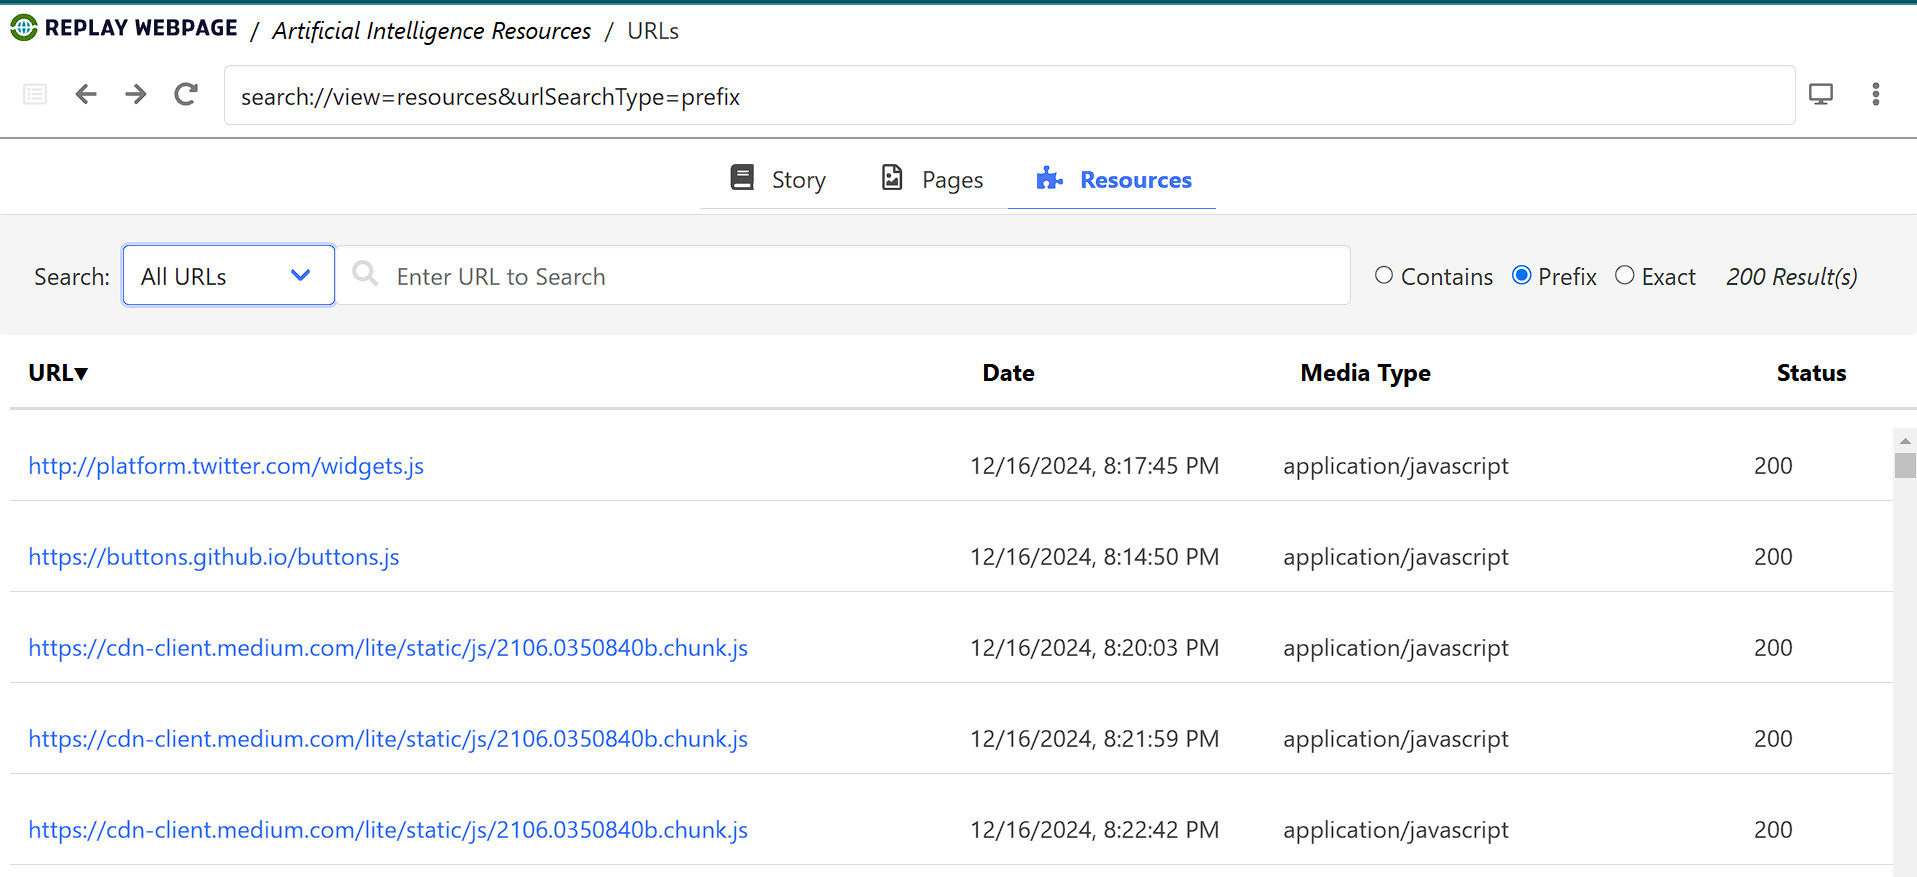 REPLAY WEBPAGE / Artificial Intelligence Resources / URLs
search://view=resources&urlSearchType=prefix
Story Pages Resources
Search: All URLs Enter URL to Search Contains Prefix Exact 200 Result(s)
URL▼ Date Media Type Status
http://platform.twitter.com/widgets.js 12/16/2024, 8:17:45 PM application/javascript 200
https://buttons.github.io/buttons.js 12/16/2024, 8:14:50 PM application/javascript 200
https://cdn-client.medium.com/lite/static/js/2106.0350840b.chunk.js 12/16/2024, 8:20:03 PM application/javascript 200
https://cdn-client.medium.com/lite/static/js/2106.0350840b.chunk.js 12/16/2024, 8:21:59 PM application/javascript 200
https://cdn-client.medium.com/lite/static/js/2106.0350840b.chunk.js 12/16/2024, 8:22:42 PM application/javascript 200